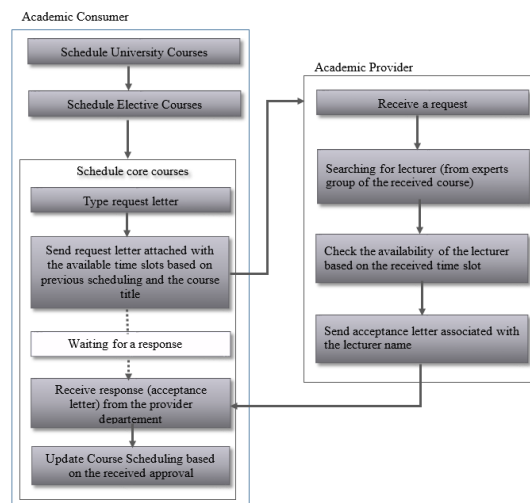 Academic Consumer
Schedule University Courses
Schedule Elective Courses
Schedule core courses
Type request letter
Send request letter attached with
the available time slots based on
previous scheduling and the course
title
Waiting for a response
Receive response (acceptance
letter) from the provider
departement
Update Course Scheduling based
on the received approval
Academic Provider
Receive a request
Searching for lecturer (from experts
group of the received course)
Check the availability of the lecturer
based on the received time slot
Send acceptance letter associated with
the lecturer name